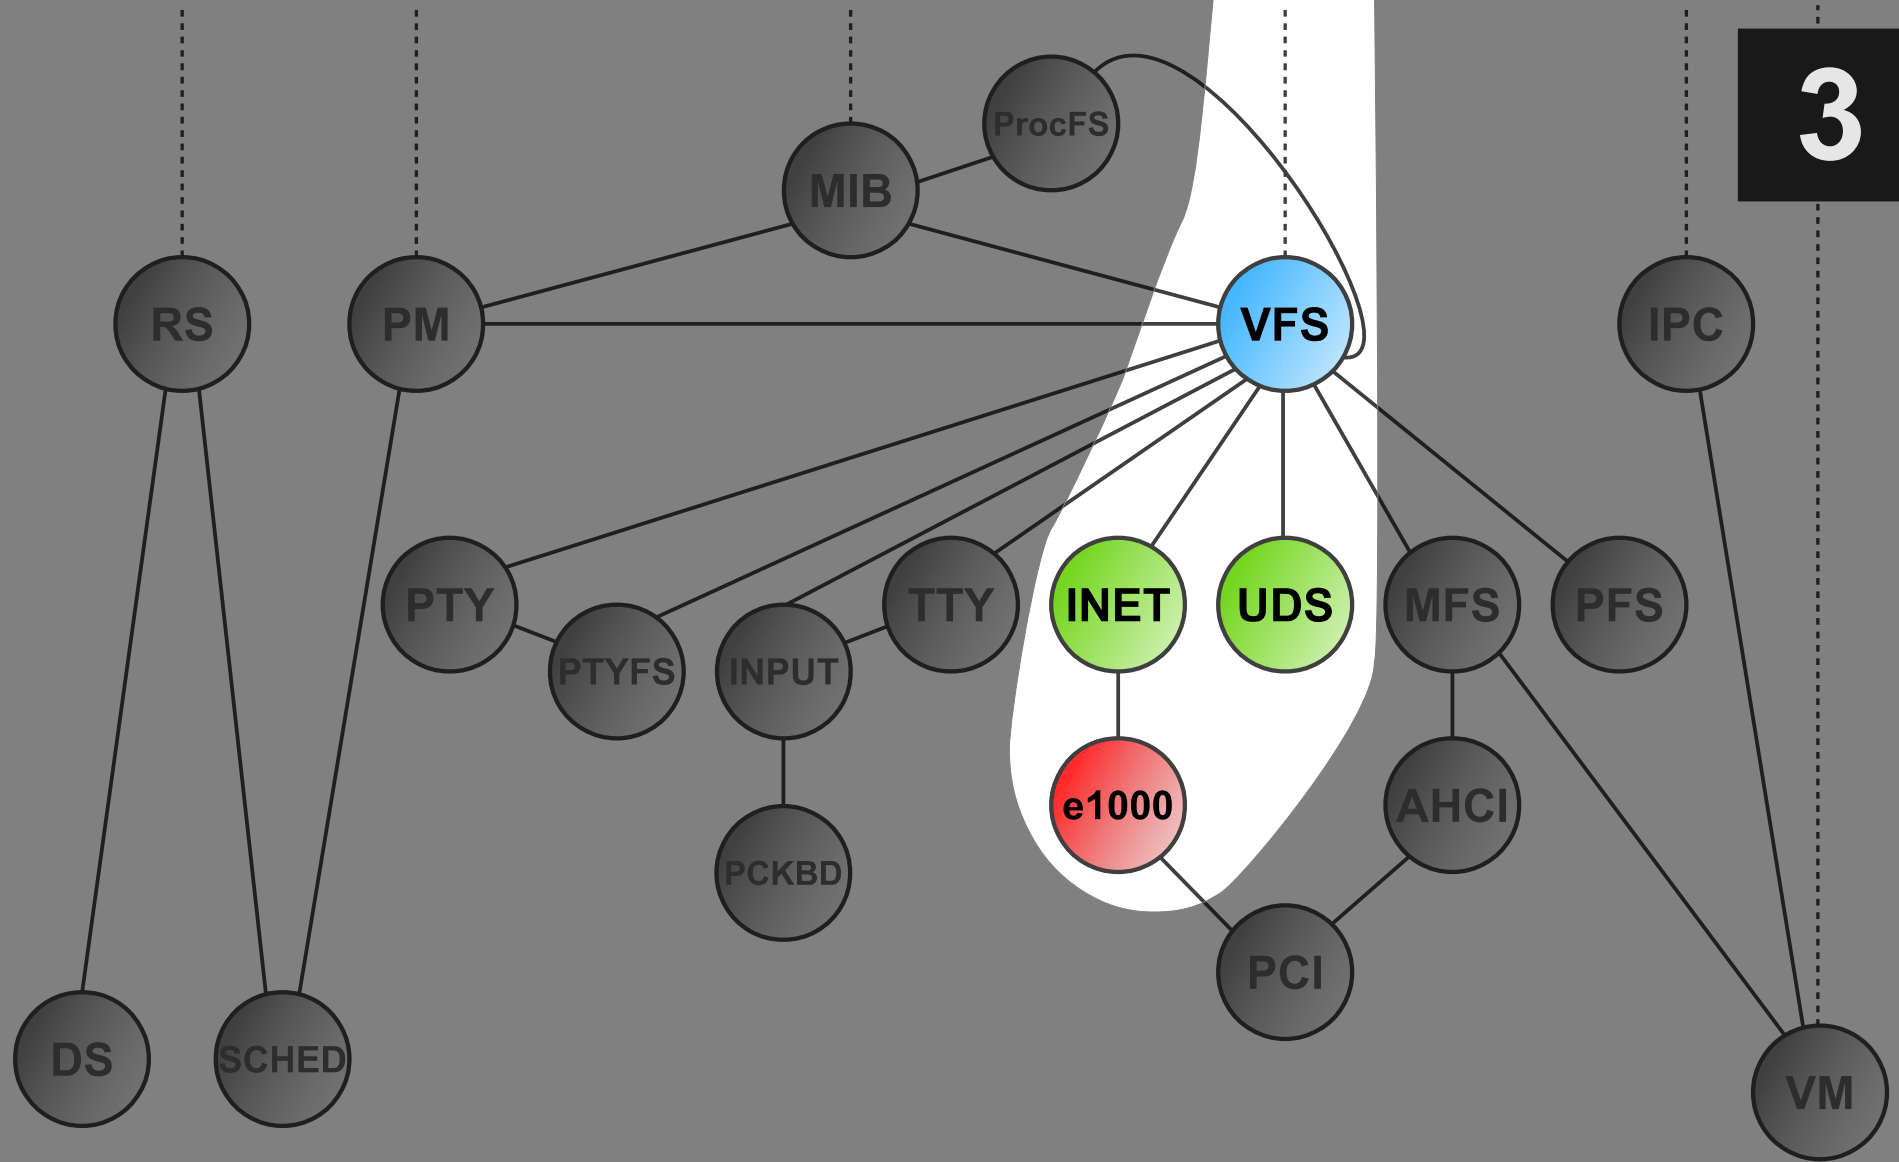 3
ProcFS
MIB
RS
PM
VFS
IPC
PTY
PTYFS
INPUT
TTY
INET
UDS
MFS
PFS
e1000
AHCI
PCKBD
PCI
DS
SCHED
VM